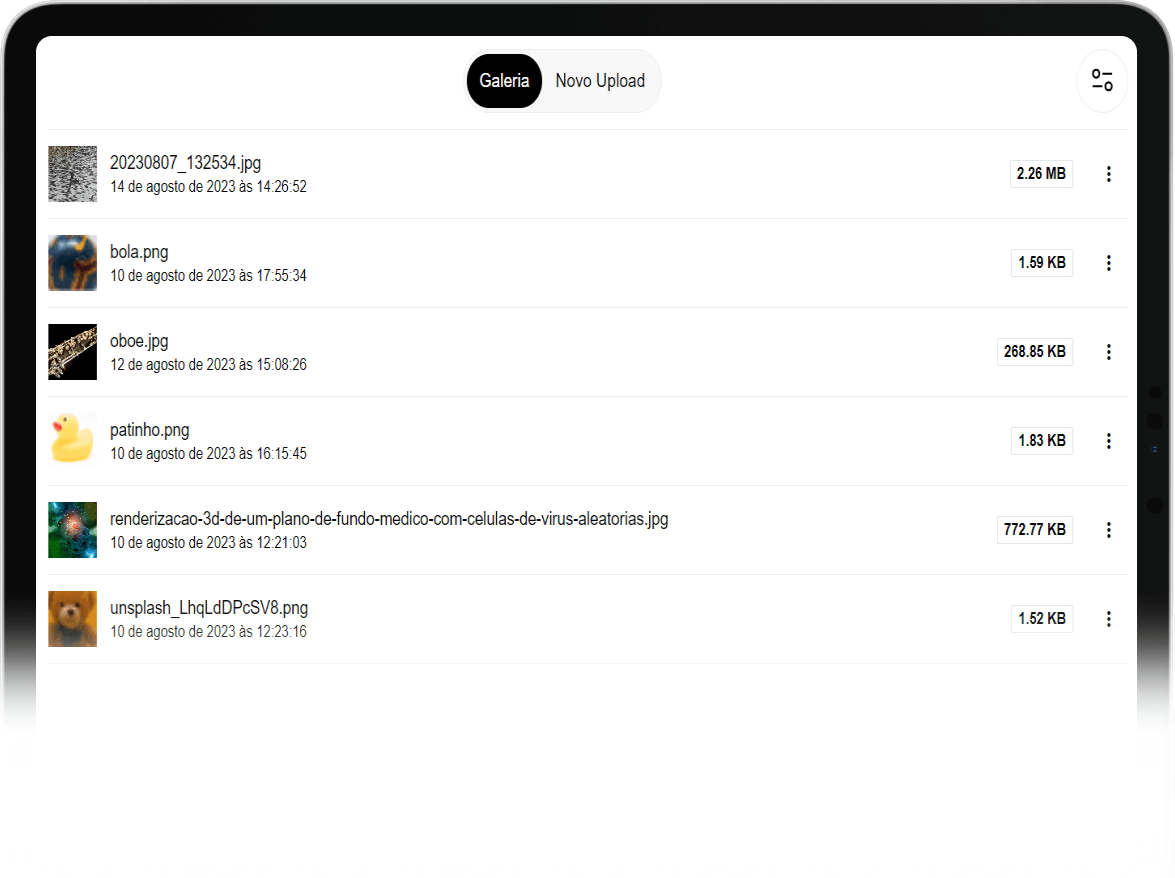 Galeria
Novo Upload
20230807_132534.jpg
14 de agosto de 2023 às 14:26:52
2.26 MB
bola.png
10 de agosto de 2023 às 17:55:34
1.59 KB
oboe.jpg
12 de agosto de 2023 às 15:08:26
268.85 KB
patinho.png
10 de agosto de 2023 às 16:15:45
1.83 KB
renderizacao-3d-de-um-plano-de-fundo-medico-com-celulas-de-virus-aleatorias.jpg
10 de agosto de 2023 às 12:21:03
772.77 KB
unsplash_LhqLdDPcSV8.png
10 de agosto de 2023 às 12:23:16
1.52 KB